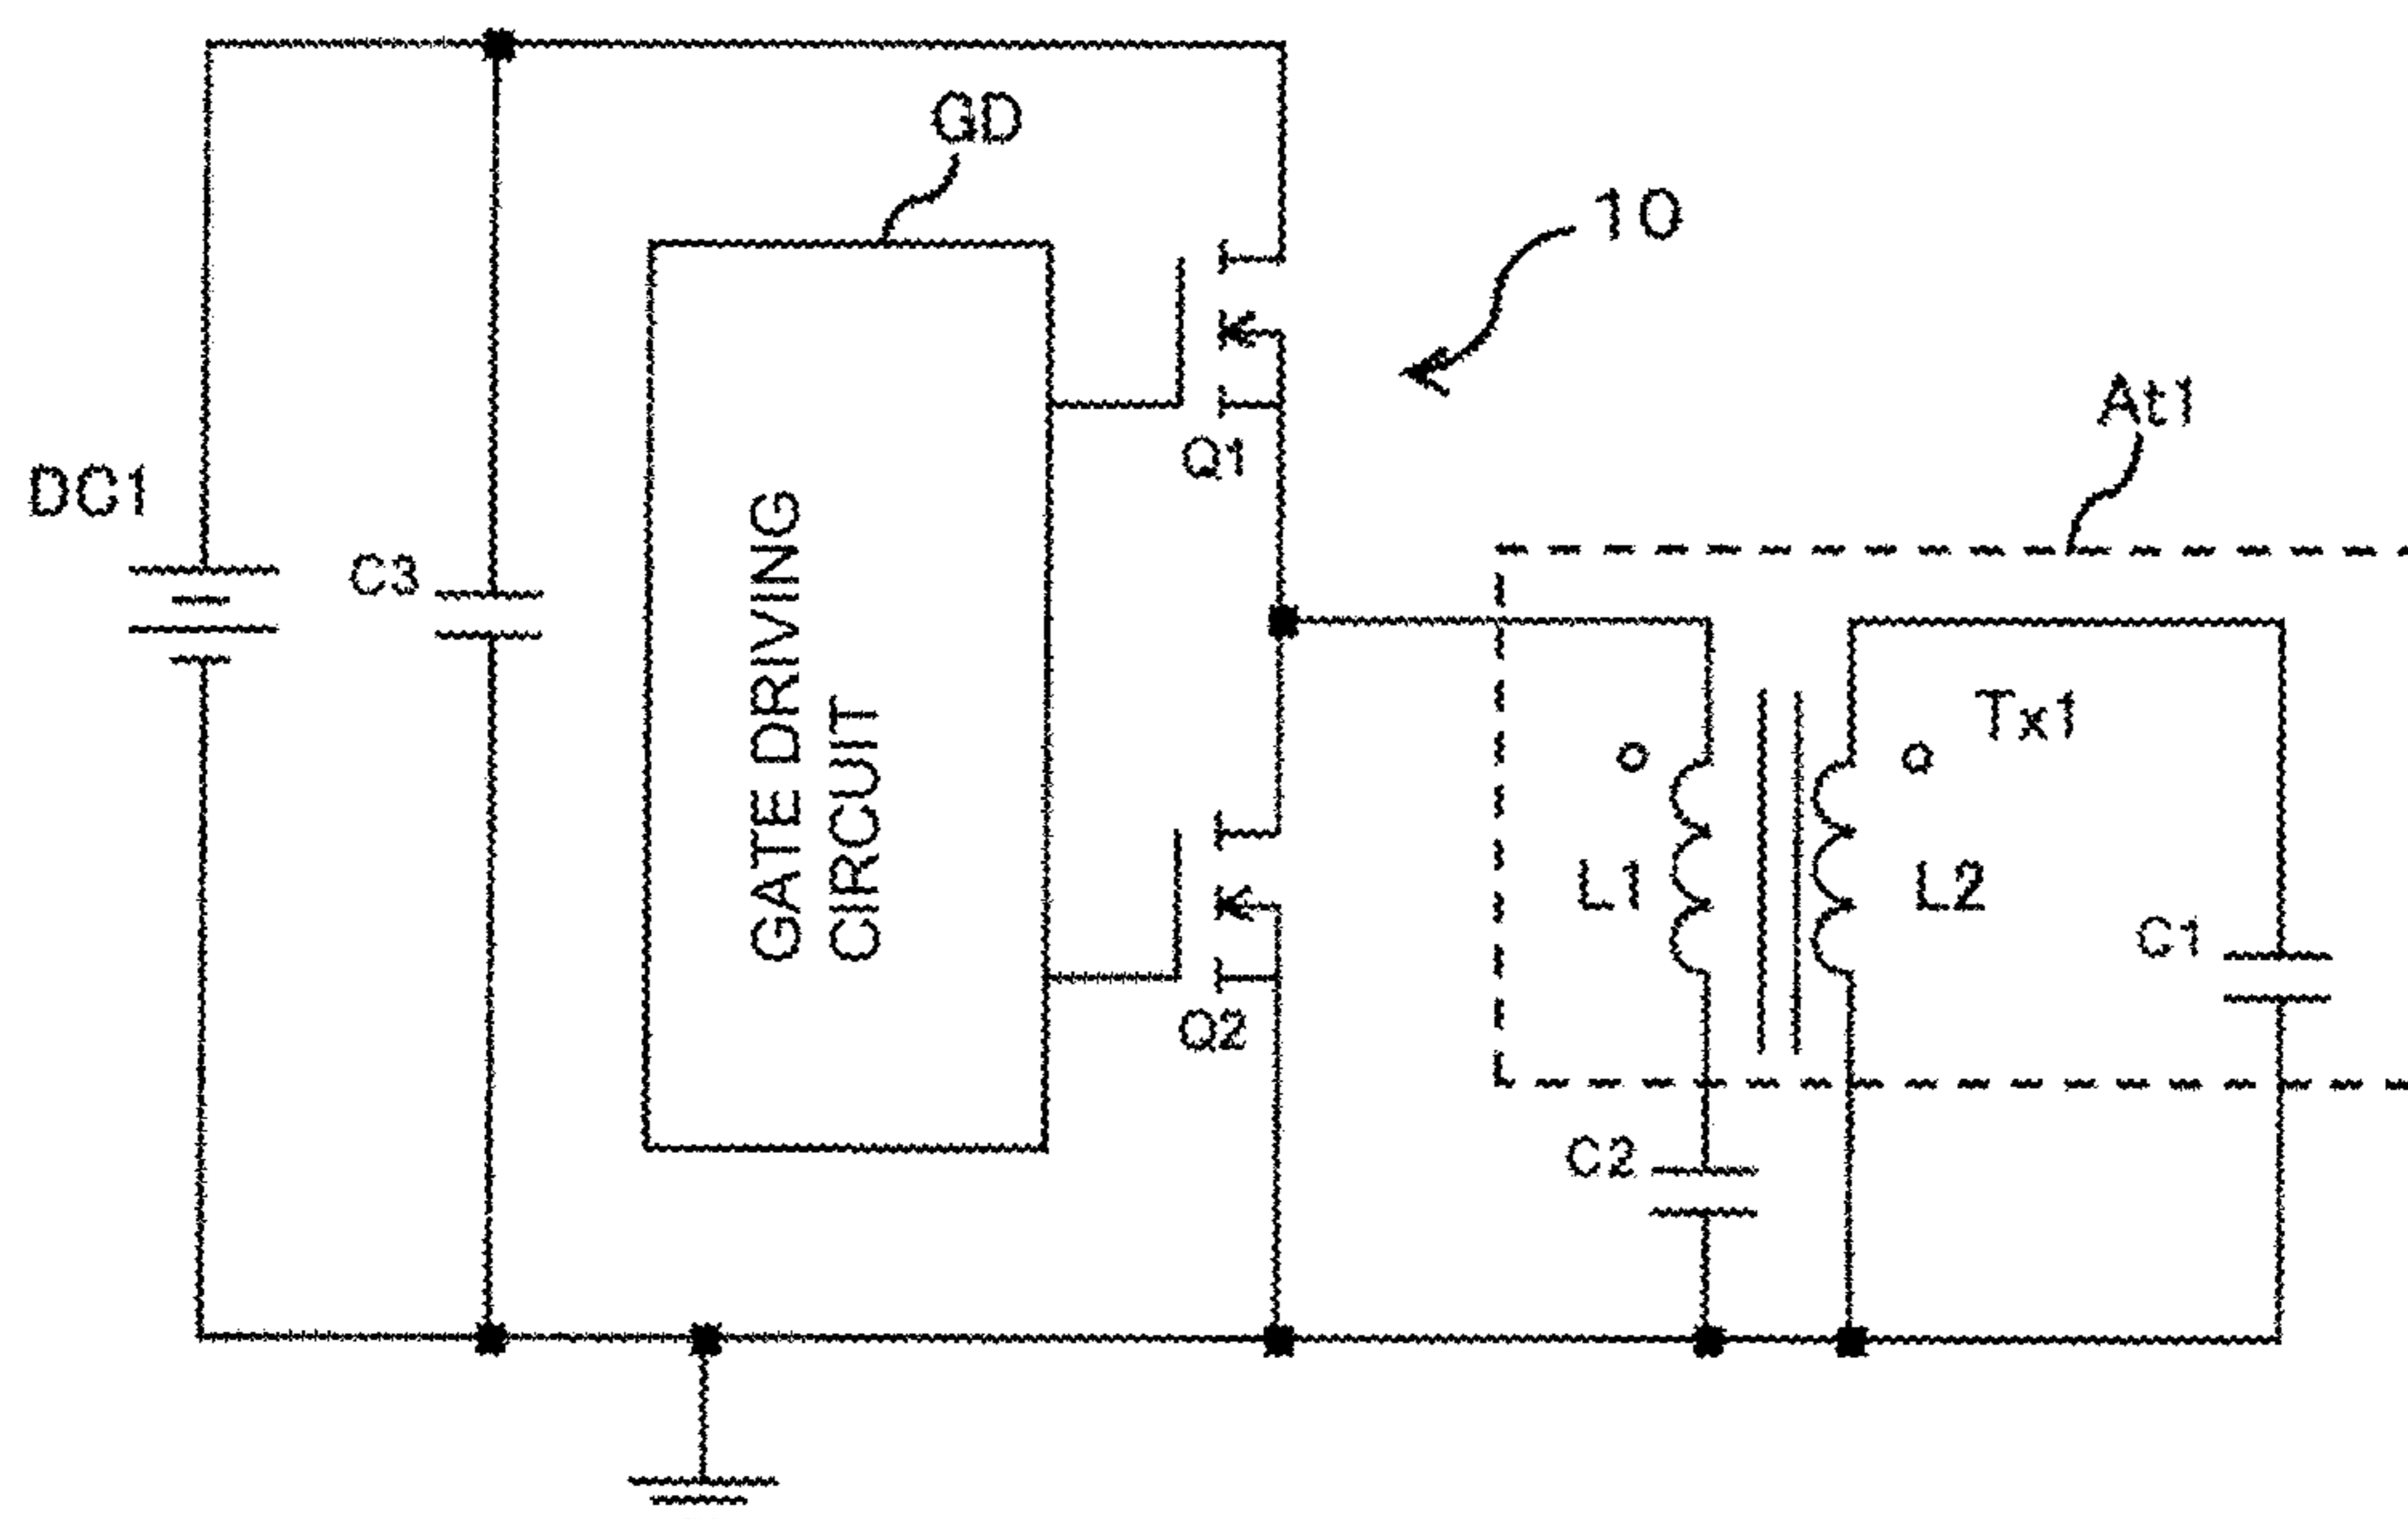 GD
10
Q1
At1
DC1
C3
GATE DRIVING
CIRCUIT
Tx1
L1
L2
C1
Q2
C2